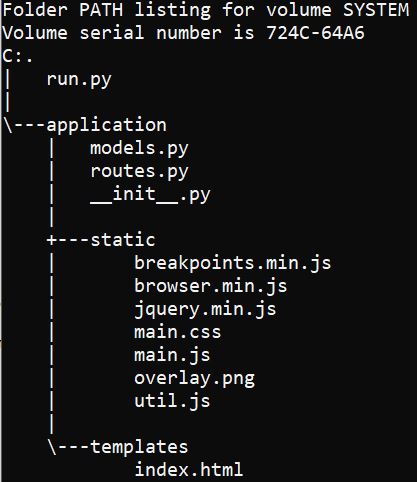 Folder PATH listing for volume SYSTEM
Volume serial number is 724C-64A6
C:.
|   run.py
|
\---application
    |   models.py
    |   routes.py
    |   __init__.py
    |
    +---static
    |       breakpoints.min.js
    |       browser.min.js
    |       jquery.min.js
    |       main.css
    |       main.js
    |       overlay.png
    |       util.js
    |
    \---templates
            index.html